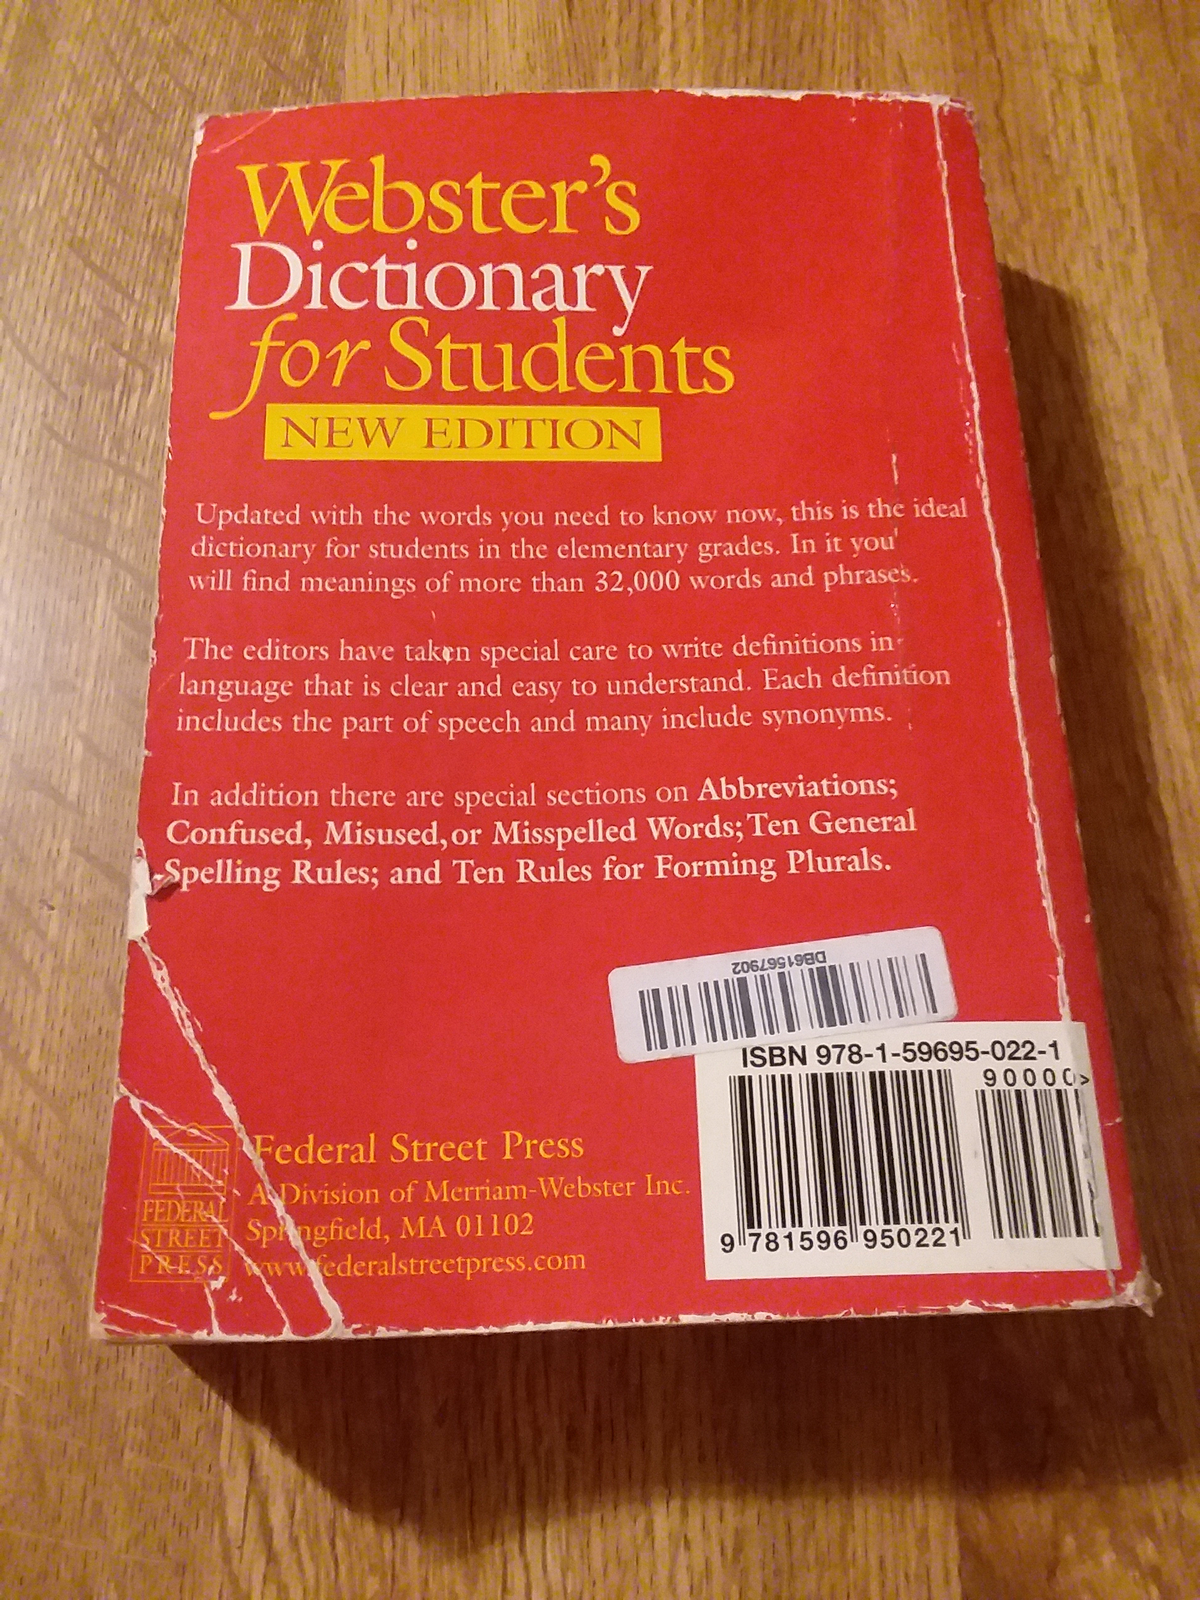 Webster's
Dictionary
for Students
NEW EDITION
Updated with the words you need to know now, this is the ideal
dictionary for students in the elementary grades. In it you
will find meanings of more than 32,000 words and phrases.
The editors have taken special care to write definitions in
language that is clear and easy to understand. Each definition
includes the part of speech and many include synonyms.
In addition there are special sections on Abbreviations;
Confused, Misused, or Misspelled Words; Ten General
Spelling Rules; and Ten Rules for Forming Plurals.
DB61567902
ISBN 978-1-59695-022-1
90000>
9 781596 950221
Federal Street Press
A Division of Merriam-Webster Inc.
Springfield, MA 01102
www.federalstreetpress.com
FEDERAL
STREET
PRESS